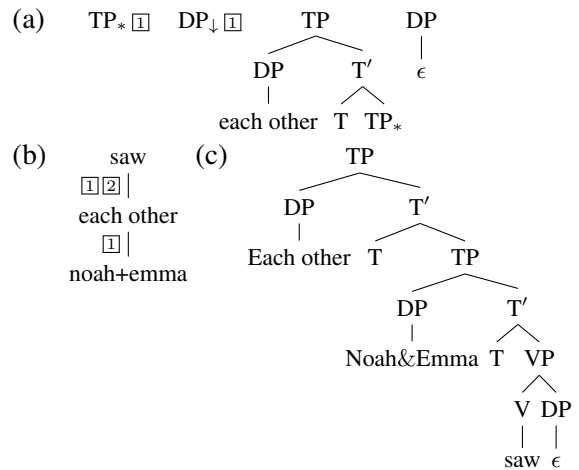 (a) TP∗ 1 DP↓ 1 TP DP
DP T′ ϵ
each other T TP∗
(b) saw
1 2
each other
1
noah+emma
(c) TP
DP T′
Each other T TP
DP T′
Noah&Emma T VP
V DP
saw ϵ